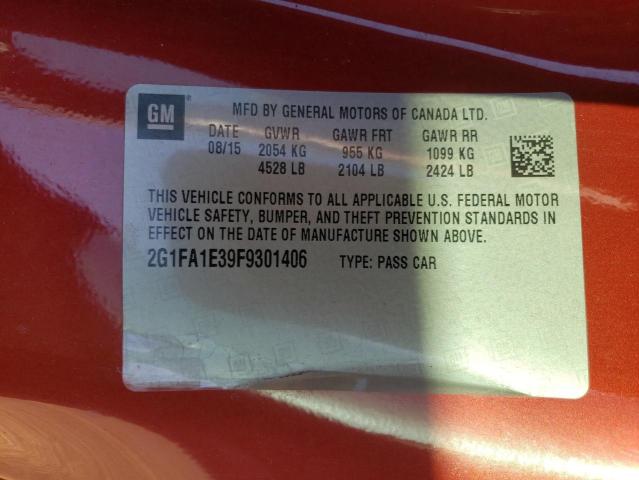 GM ®
MFD BY GENERAL MOTORS OF CANADA LTD.
DATE GVWR GAWR FRT GAWR RR
08/15 2054 KG 955 KG 1099 KG
4528 LB 2104 LB 2424 LB
THIS VEHICLE CONFORMS TO ALL APPLICABLE U.S. FEDERAL MOTOR
VEHICLE SAFETY, BUMPER, AND THEFT PREVENTION STANDARDS IN
EFFECT ON THE DATE OF MANUFACTURE SHOWN ABOVE.
2G1FA1E39F9301406 TYPE: PASS CAR